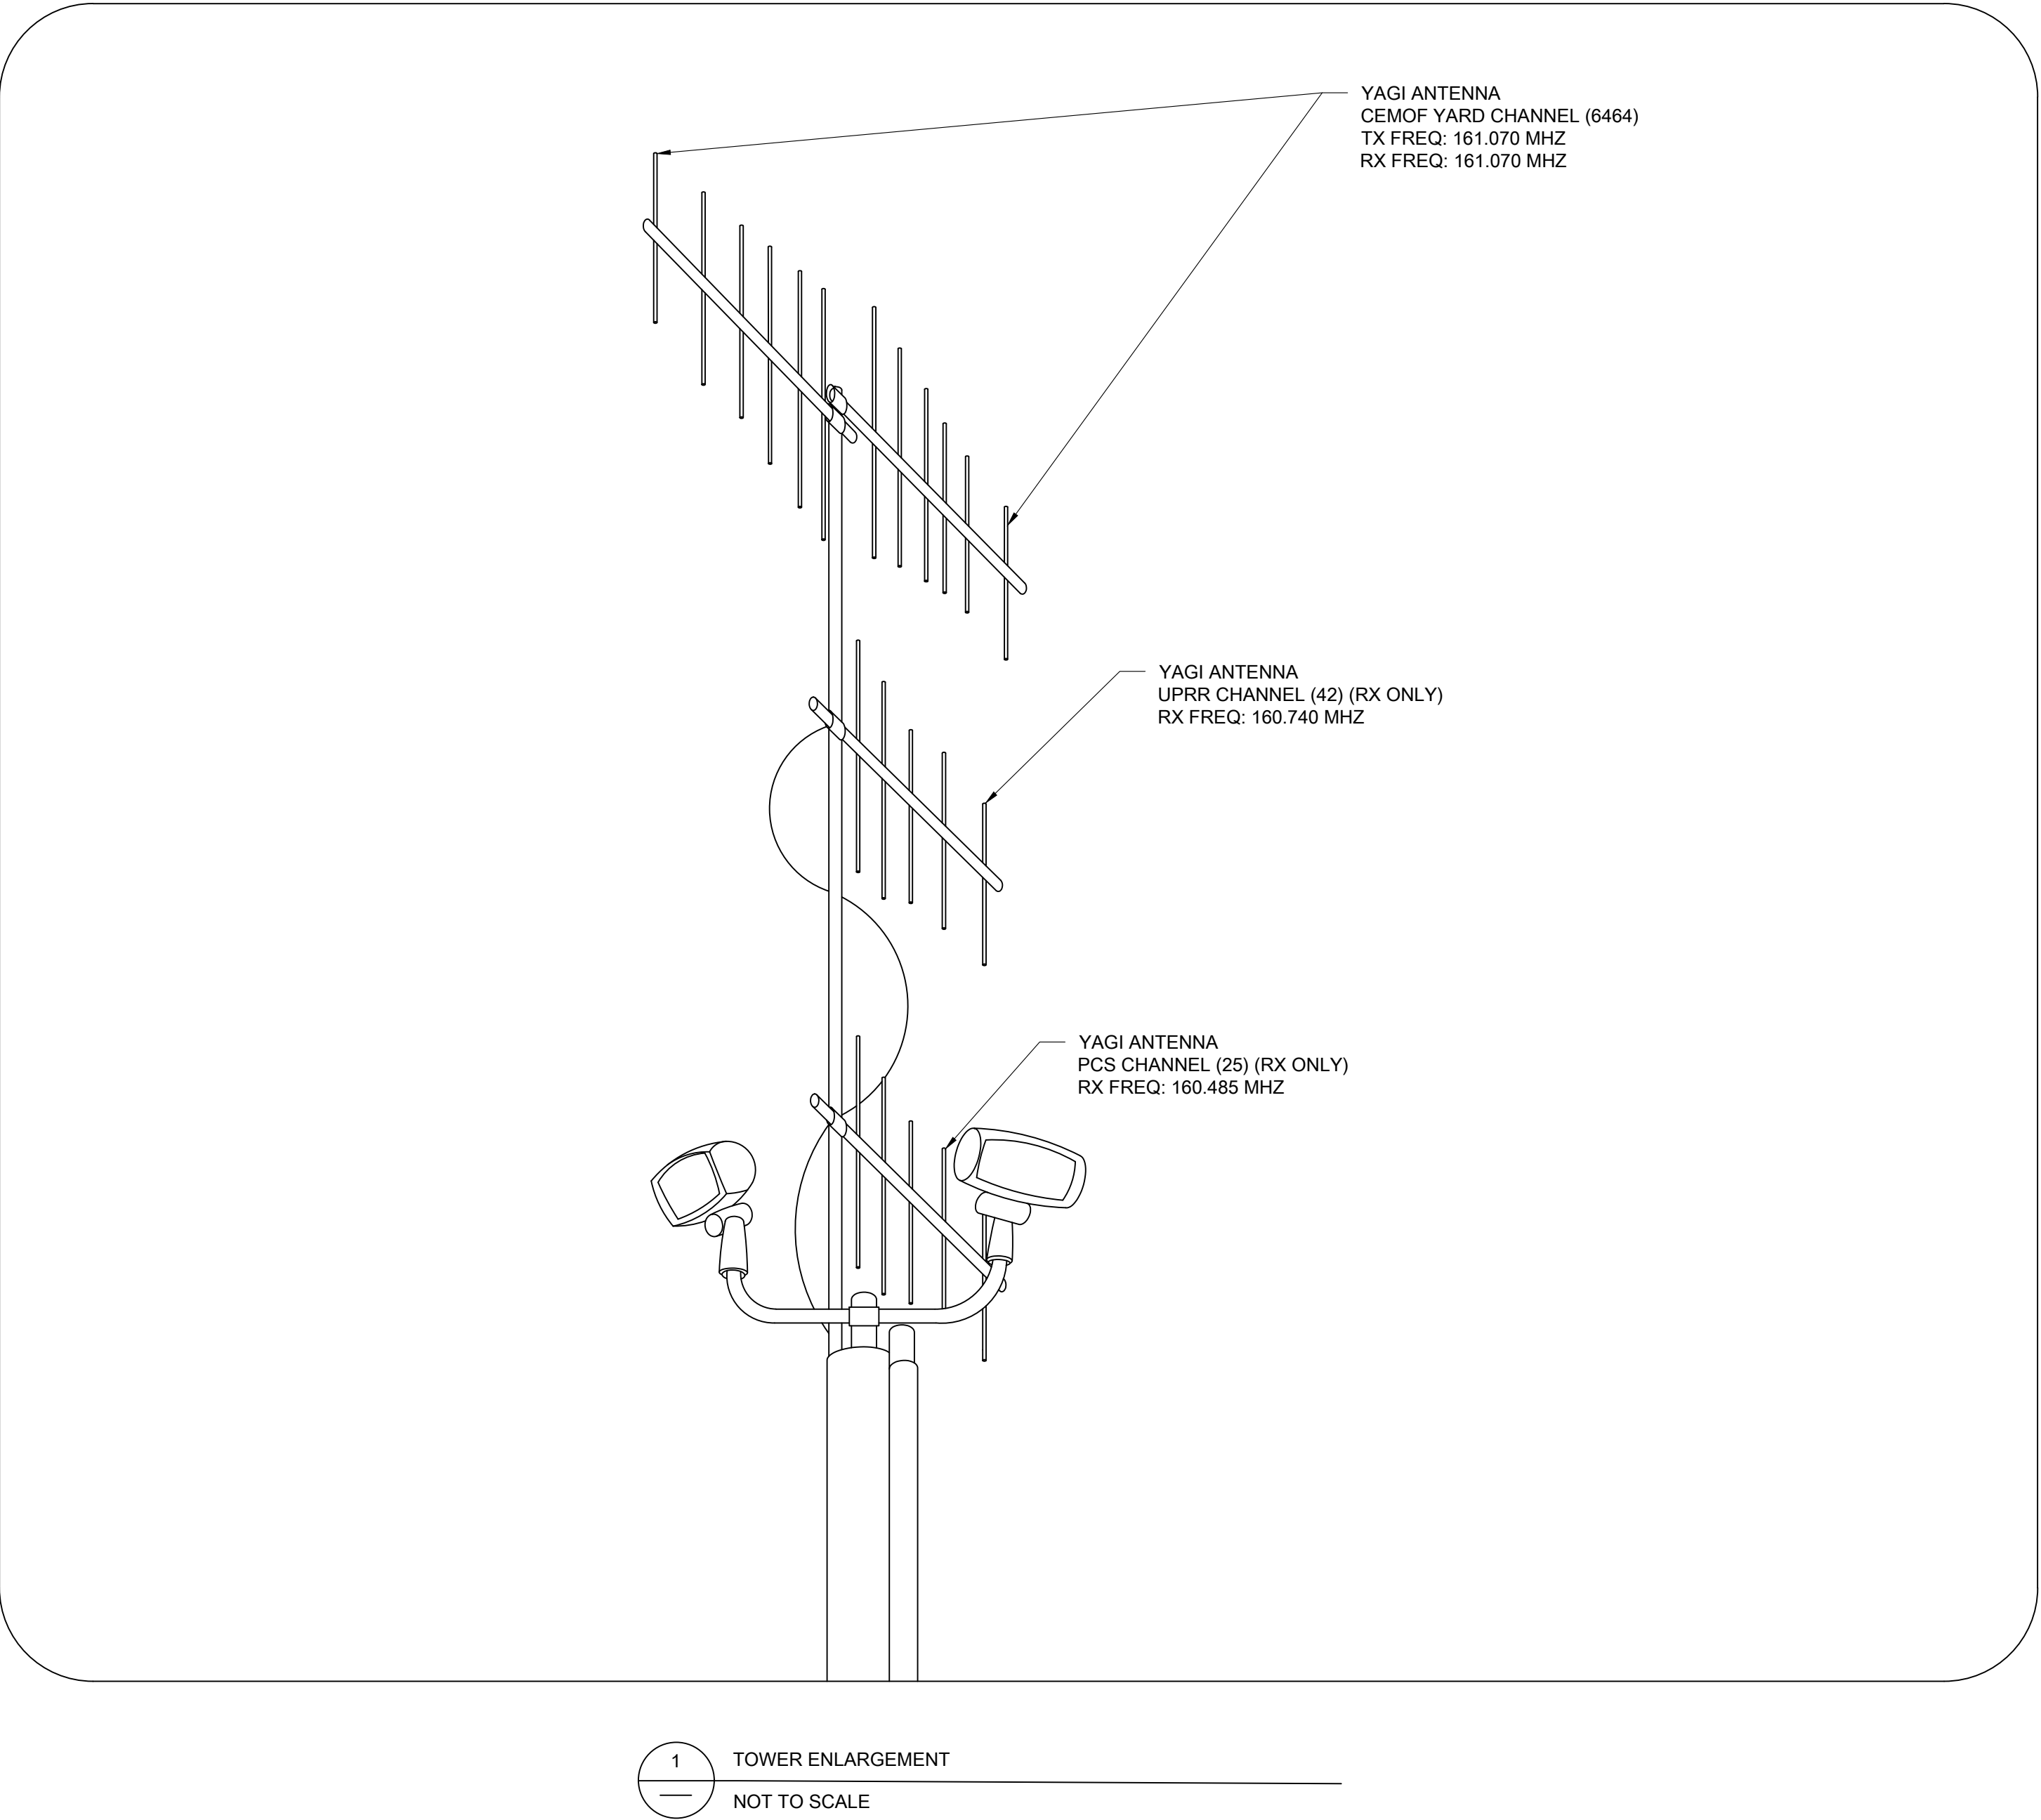 YAGI ANTENNA
CEMOF YARD CHANNEL (6464)
TX FREQ: 161.070 MHZ
RX FREQ: 161.070 MHZ
YAGI ANTENNA
UPRR CHANNEL (42) (RX ONLY)
RX FREQ: 160.740 MHZ
YAGI ANTENNA
PCS CHANNEL (25) (RX ONLY)
RX FREQ: 160.485 MHZ
1
TOWER ENLARGEMENT
NOT TO SCALE